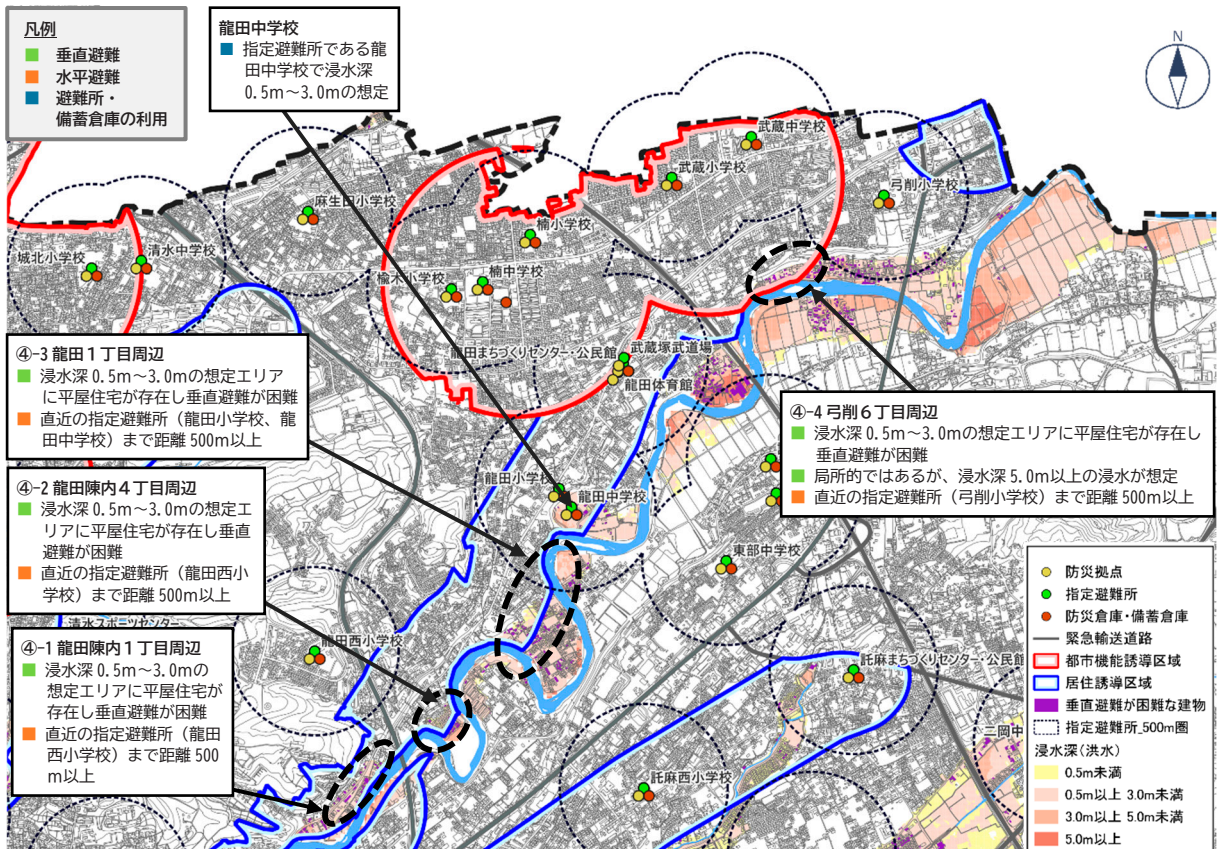 凡例
垂直避難
水平避難
避難所・
備蓄倉庫の利用
龍田中学校
指定避難所である龍
田中学校で浸水深
0.5m～3.0mの想定
N
武蔵中学校
武蔵小学校
弓削小学校
麻生田小学校
楠小学校
清水中学校
城北小学校
楡木小学校
楠中学校
④-3 龍田１丁目周辺
浸水深0.5m～3.0mの想定エリア
に平屋住宅が存在し垂直避難が困難
直近の指定避難所（龍田小学校、龍
田中学校）まで距離500m以上
龍田まちづくりセンター・公民館
武蔵塚武道場
龍田体育館
④-4 弓削６丁目周辺
浸水深0.5m～3.0mの想定エリアに平屋住宅が存在し
垂直避難が困難
局所的ではあるが、浸水深5.0m以上の浸水が想定
直近の指定避難所（弓削小学校）まで距離500m以上
④-2 龍田陳内４丁目周辺
浸水深0.5m～3.0mの想定エ
リアに平屋住宅が存在し垂直
避難が困難
直近の指定避難所（龍田西小
学校）まで距離500m以上
龍田小学校
龍田中学校
東部中学校
清水スポーツセンター
④-1 龍田陳内１丁目周辺
浸水深0.5m～3.0mの
想定エリアに平屋住宅が
存在し垂直避難が困難
直近の指定避難所（龍田
西小学校）まで距離500
m以上
龍田西小学校
託麻まちづくりセンター・公民館
託麻西小学校
二岡中
防災拠点
指定避難所
防災倉庫・備蓄倉庫
緊急輸送道路
都市機能誘導区域
居住誘導区域
垂直避難が困難な建物
指定避難所_500m圏
浸水深(洪水)
0.5m未満
0.5m以上 3.0m未満
3.0m以上 5.0m未満
5.0m以上